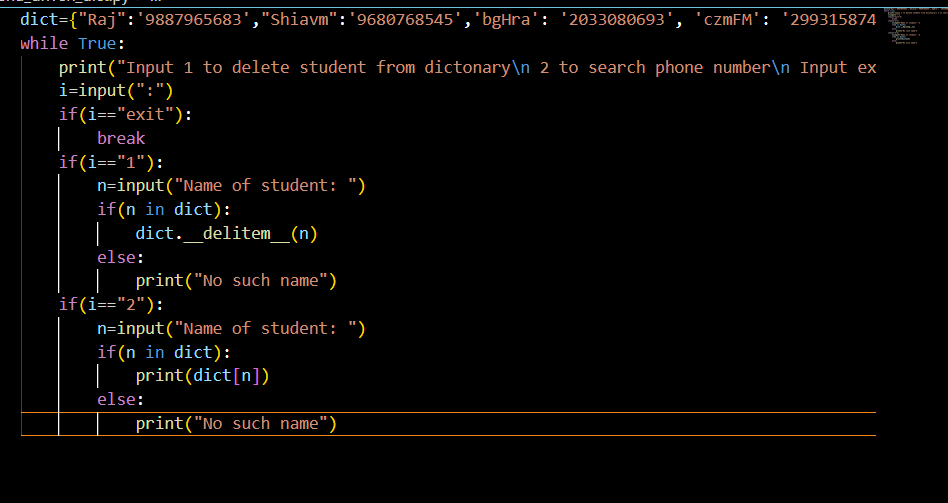 dict={"Raj":'9887965683',"Shiavm":'9680768545','bgHra': '2033080693', 'czmFM': '299315874
while True:
    print("Input 1 to delete student from dictonary\n 2 to search phone number\n Input ex
    i=input(":")
    if(i=="exit"):
        break
    if(i=="1"):
        n=input("Name of student: ")
        if(n in dict):
            dict.__delitem__(n)
        else:
            print("No such name")
    if(i=="2"):
        n=input("Name of student: ")
        if(n in dict):
            print(dict[n])
        else:
            print("No such name")